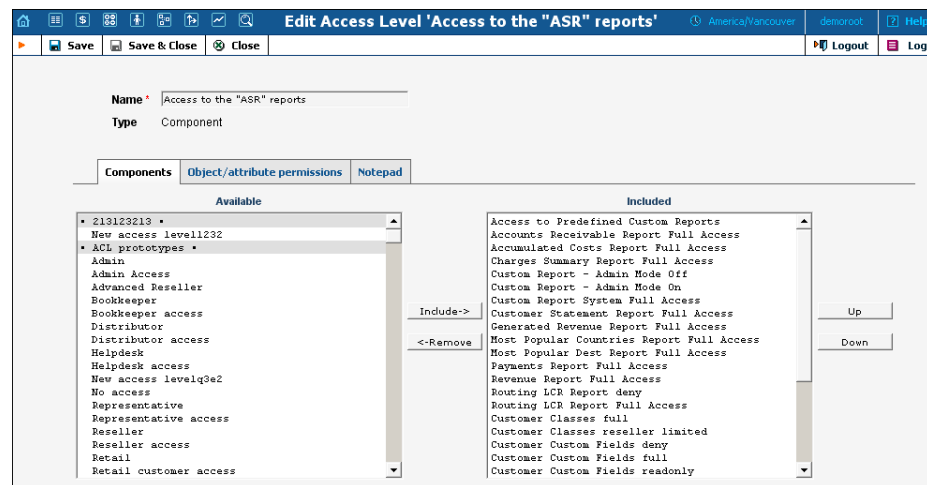 Edit Access Level 'Access to the "ASR" reports'
America/Vancouver
demoroot
Help
Save
Save & Close
Close
Logout
Log
Name *
Access to the "ASR" reports
Type
Component
Components
Object/attribute permissions
Notepad
Available
▪ 213123213 ▪
New access level1232
▪ ACL prototypes ▪
Admin
Admin Access
Advanced Reseller
Bookkeeper
Bookkeeper access
Distributor
Distributor access
Helpdesk
Helpdesk access
New access levelq3e2
No access
Representative
Representative access
Reseller
Reseller access
Retail
Retail customer access
Include->
<-Remove
Included
Access to Predefined Custom Reports
Accounts Receivable Report Full Access
Accumulated Costs Report Full Access
Charges Summary Report Full Access
Custom Report - Admin Mode Off
Custom Report - Admin Mode On
Custom Report System Full Access
Customer Statement Report Full Access
Generated Revenue Report Full Access
Most Popular Countries Report Full Access
Most Popular Dest Report Full Access
Payments Report Full Access
Revenue Report Full Access
Routing LCR Report deny
Routing LCR Report Full Access
Customer Classes full
Customer Classes reseller limited
Customer Custom Fields deny
Customer Custom Fields full
Customer Custom Fields readonly
Up
Down